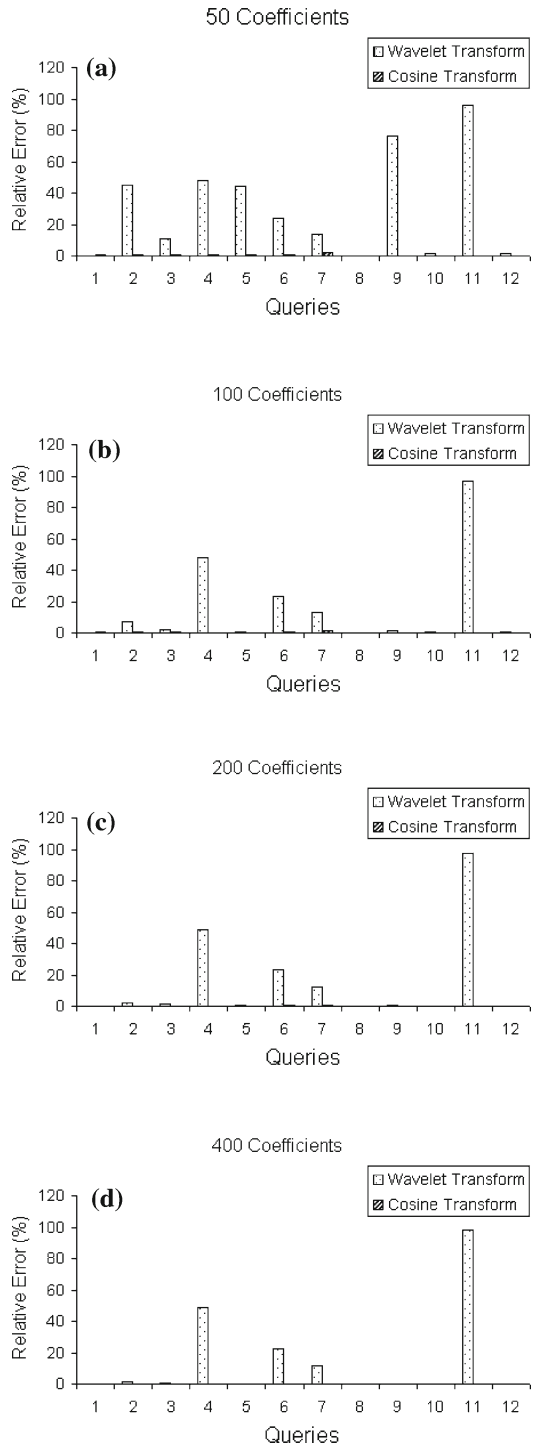 50 Coefficients
(a)
Wavelet Transform
Cosine Transform
Relative Error (%)
120
100
80
60
40
20
0
1 2 3 4 5 6 7 8 9 10 11 12
Queries
100 Coefficients
(b)
Wavelet Transform
Cosine Transform
Relative Error (%)
120
100
80
60
40
20
0
1 2 3 4 5 6 7 8 9 10 11 12
Queries
200 Coefficients
(c)
Wavelet Transform
Cosine Transform
Relative Error (%)
120
100
80
60
40
20
0
1 2 3 4 5 6 7 8 9 10 11 12
Queries
400 Coefficients
(d)
Wavelet Transform
Cosine Transform
Relative Error (%)
120
100
80
60
40
20
0
1 2 3 4 5 6 7 8 9 10 11 12
Queries